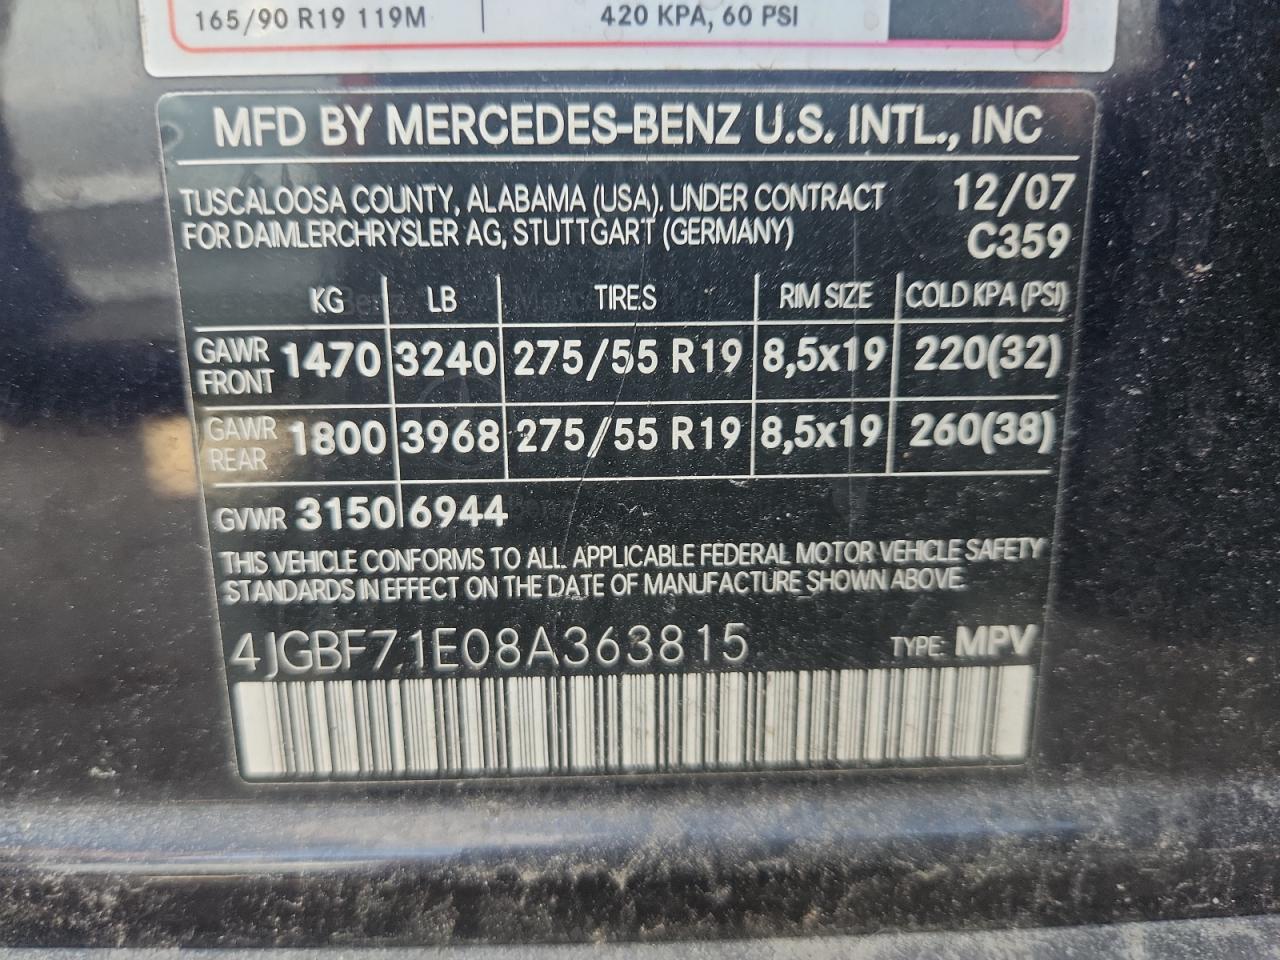 165/90 R19 119M 420 KPA, 60 PSI
MFD BY MERCEDES-BENZ U.S. INTL., INC
TUSCALOOSA COUNTY, ALABAMA (USA), UNDER CONTRACT 12/07
FOR DAIMLERCHRYSLER AG, STUTTGART (GERMANY) C359
KG LB TIRES RIM SIZE COLD KPA (PSI)
GAWR FRONT 1470 3240 275/55 R19 8,5x19 220(32)
GAWR REAR 1800 3968 275/55 R19 8,5x19 260(38)
GVWR 3150 6944
THIS VEHICLE CONFORMS TO ALL APPLICABLE FEDERAL MOTOR VEHICLE SAFETY
STANDARDS IN EFFECT ON THE DATE OF MANUFACTURE SHOWN ABOVE
4JGBF71E08A363815 TYPE: MPV